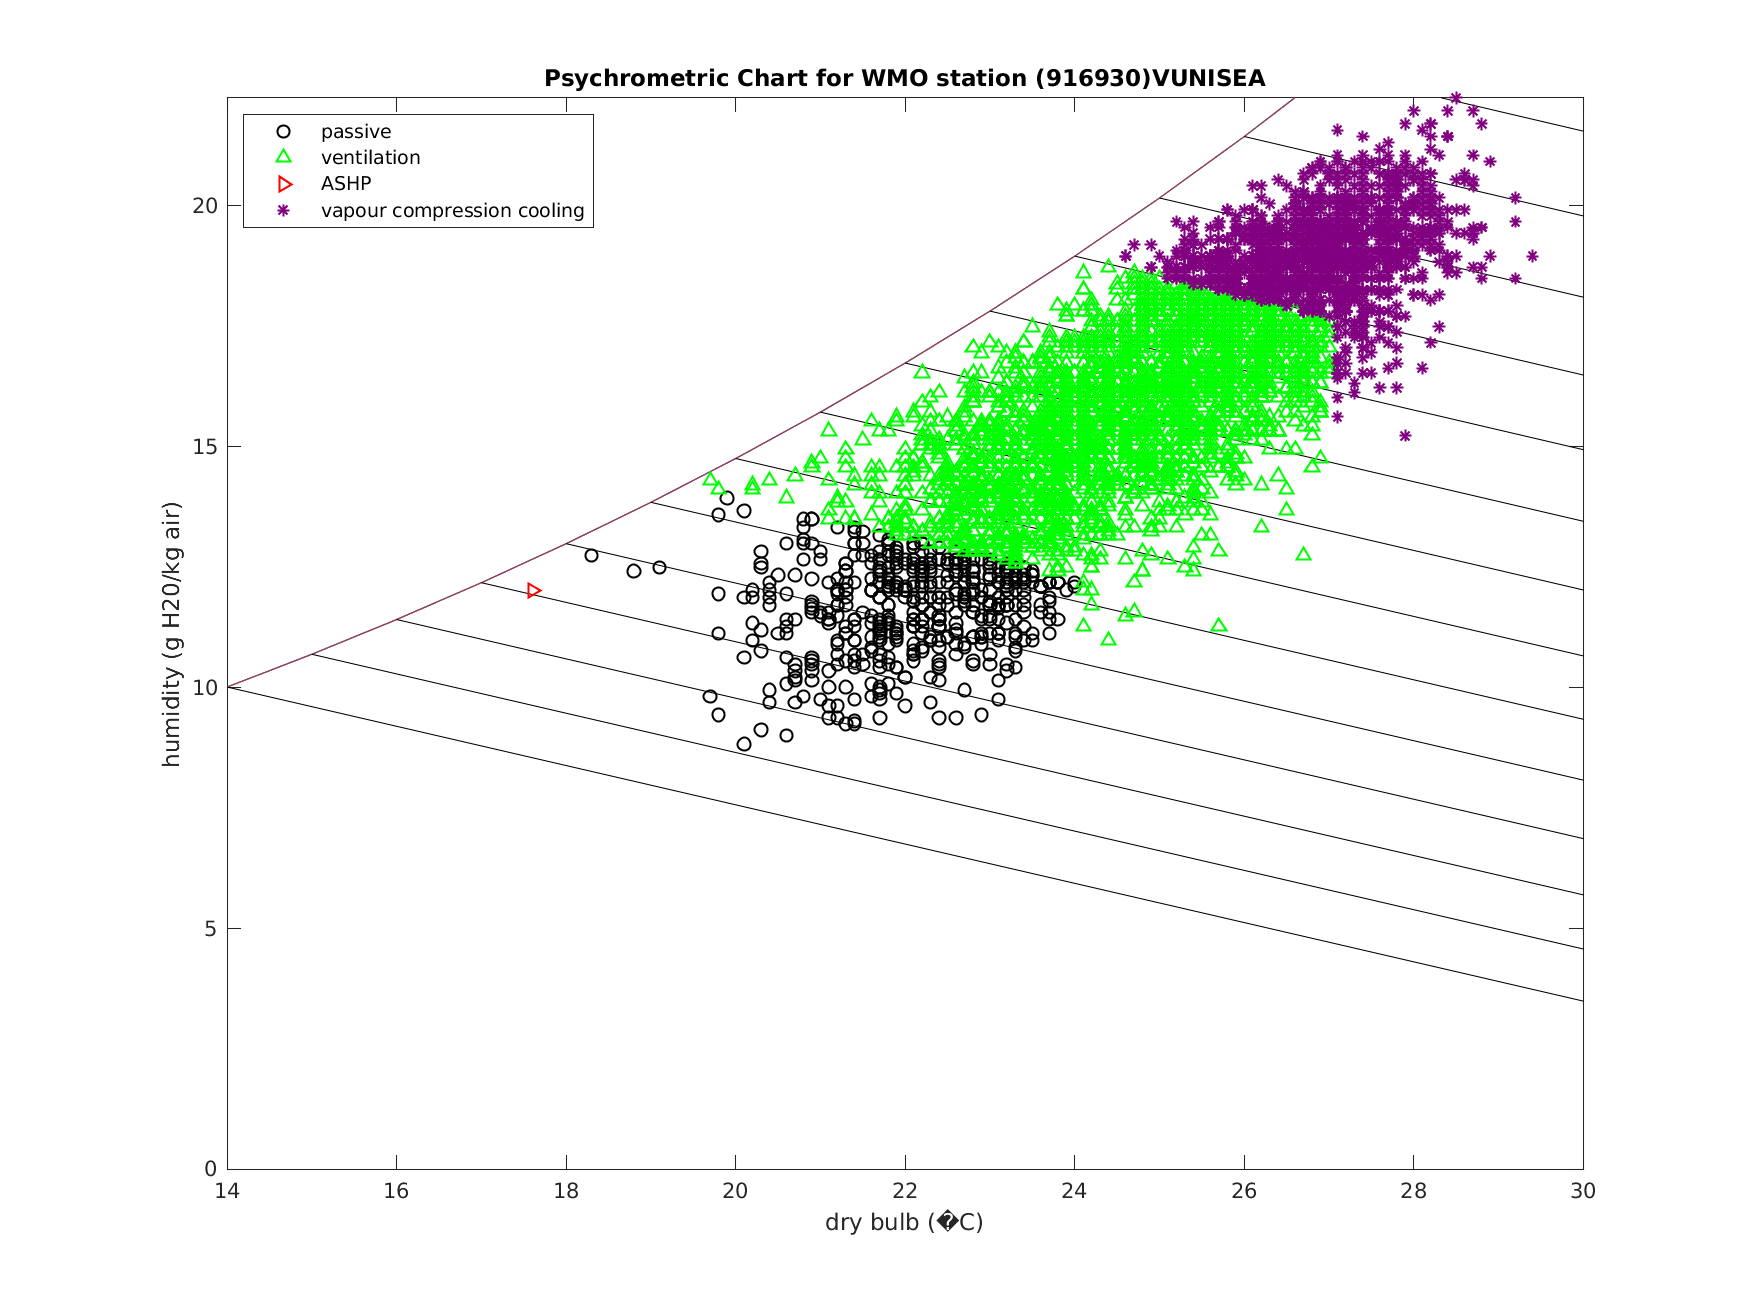 Psychrometric Chart for WMO station (916930)VUNISEA
passive
ventilation
ASHP
vapour compression cooling
20
15
10
5
0
humidity (g H20/kg air)
14 16 18 20 22 24 26 28 30
dry bulb (�C)